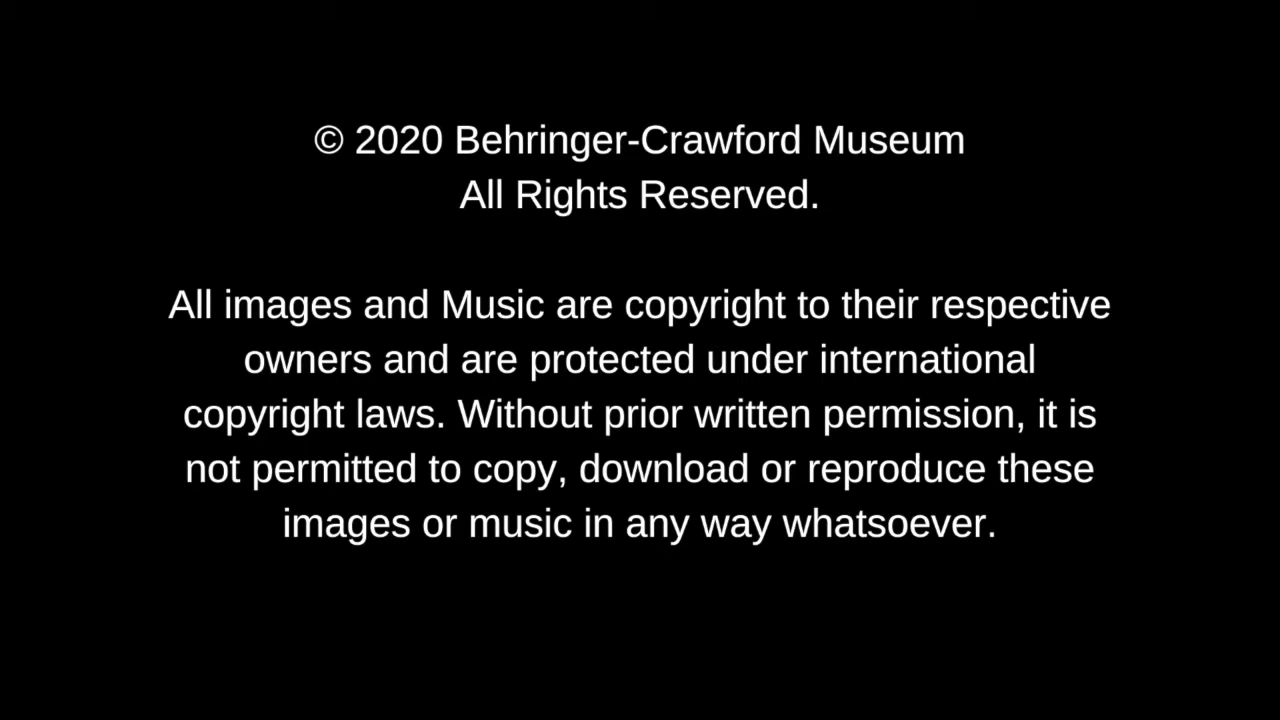 © 2020 Behringer-Crawford Museum
All Rights Reserved.
All images and Music are copyright to their respective
owners and are protected under international
copyright laws. Without prior written permission, it is
not permitted to copy, download or reproduce these
images or music in any way whatsoever.